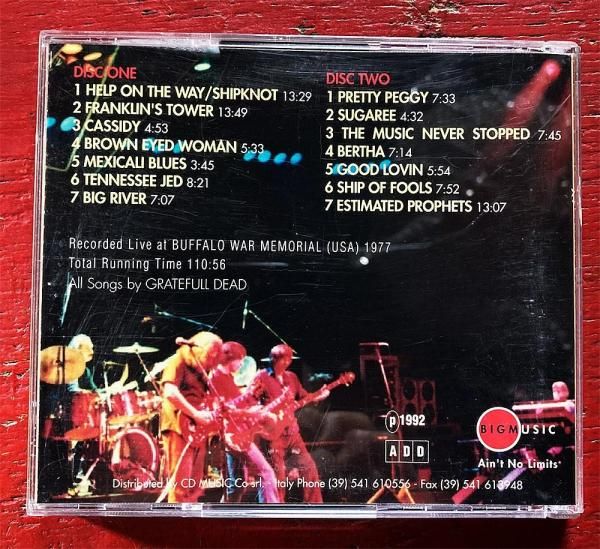 DISC ONE
1 HELP ON THE WAY/SHIPKNOT 13:29
2 FRANKLIN'S TOWER 13:49
3 CASSIDY 4:53
4 BROWN EYED WOMAN 5:33
5 MEXICALI BLUES 3:45
6 TENNESSEE JED 8:21
7 BIG RIVER 7:07
DISC TWO
1 PRETTY PEGGY 7:33
2 SUGAREE 4:32
3 THE MUSIC NEVER STOPPED 7:45
4 BERTHA 7:14
5 GOOD LOVIN 5:54
6 SHIP OF FOOLS 7:52
7 ESTIMATED PROPHETS 13:07
Recorded Live at BUFFALO WAR MEMORIAL (USA) 1977
Total Running Time 110:56
All Songs by GRATEFULL DEAD
℗ 1992
ADD
BIGMUSIC
Ain't No Limits
Distributed by CD MUSIC Co srl. - Italy Phone (39) 541 610556 - Fax (39) 541 613948